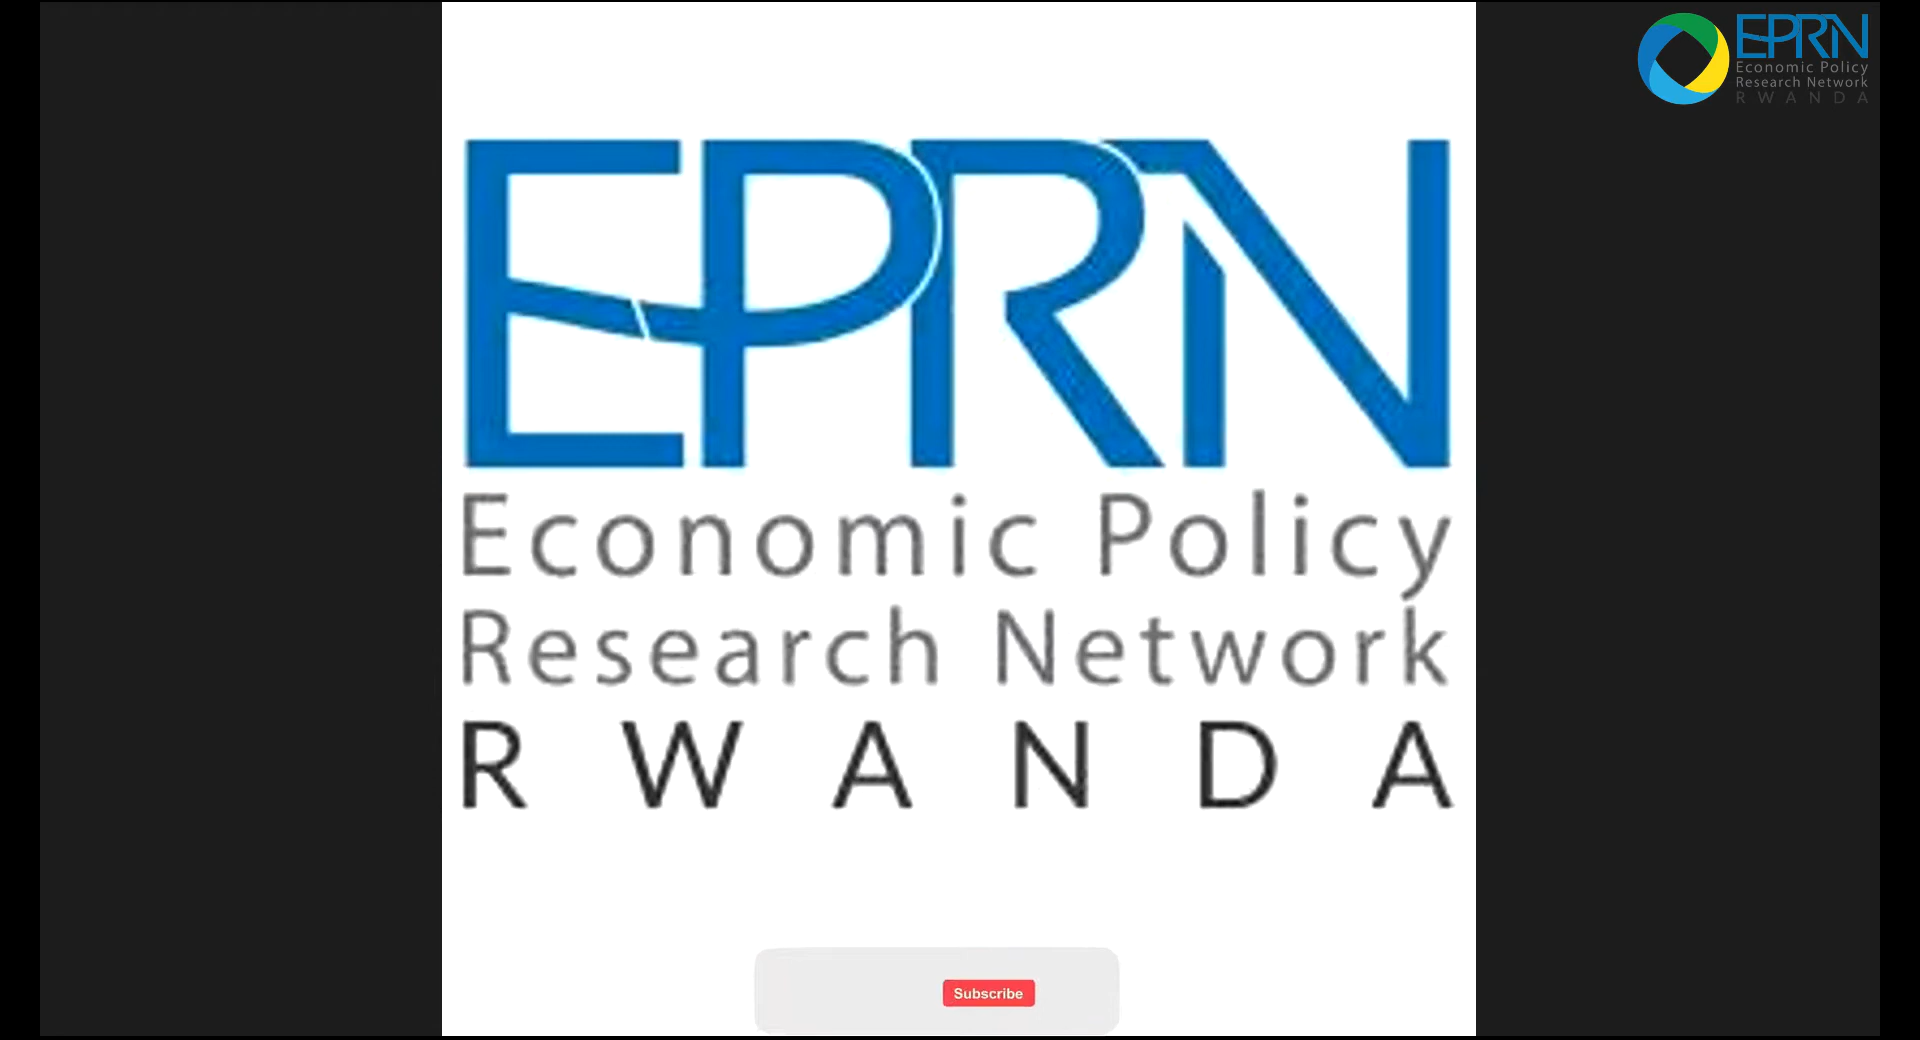 EPRN
Economic Policy
Research Network
RWANDA
EPRN
Economic Policy
Research Network
RWANDA
Subscribe